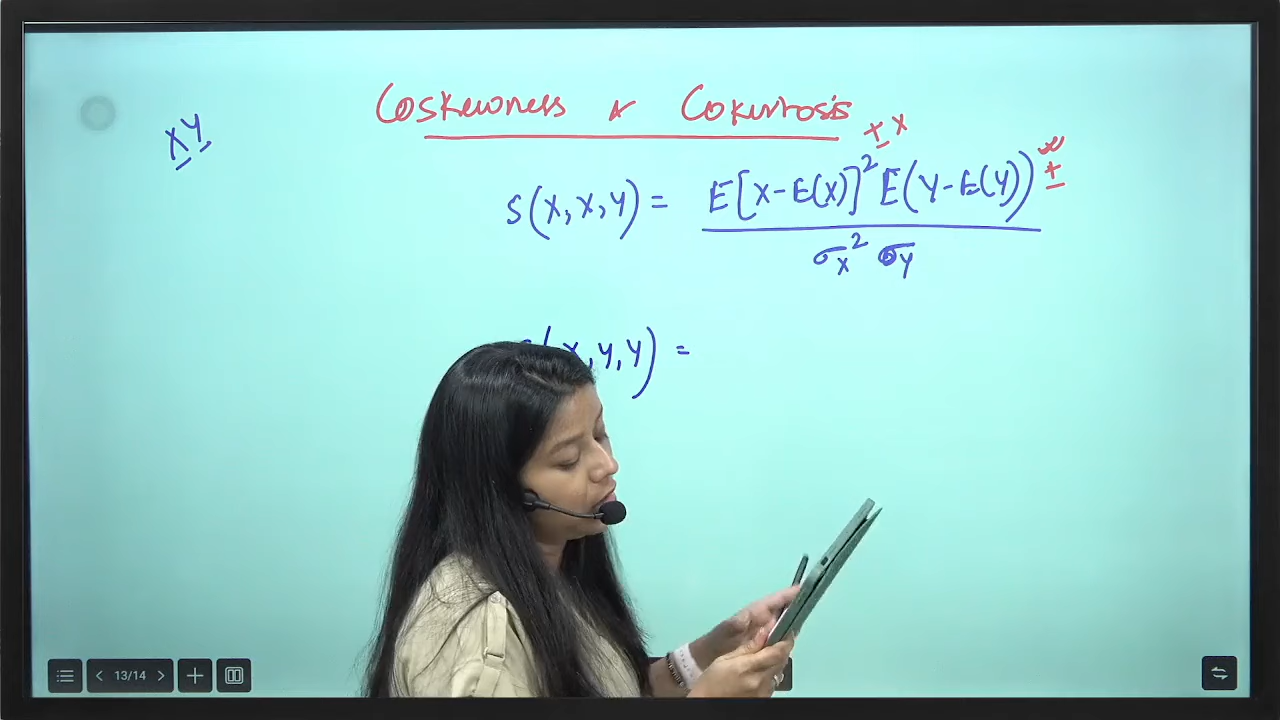 Coskewness & Cokurtosis
XY
X X
S(X, X, Y) = E[X-E(X)]² E(Y-E(Y))
σx² σy
(X, Y, Y) =
13/14